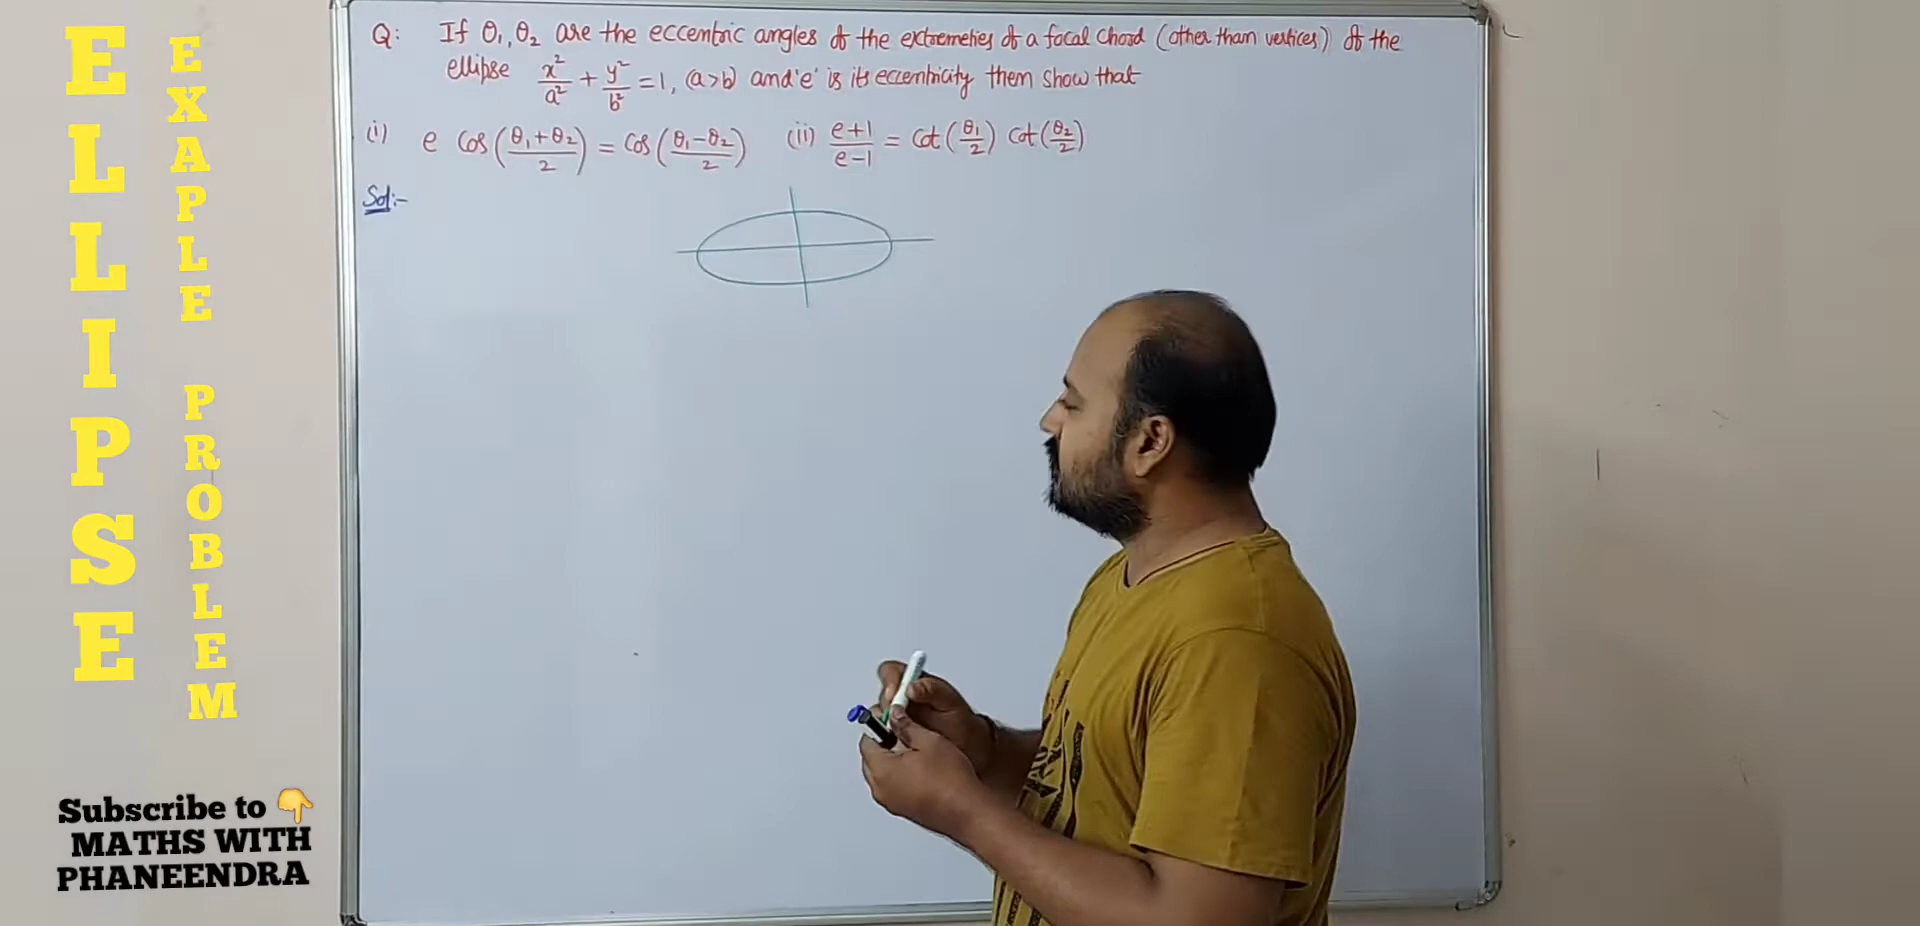 ELLIPSE
EXAPLE PROBLEM
Q: If θ₁, θ₂ are the eccentric angles of the extremeties of a focal chord (other than vertices) of the
ellipse x²/a² + y²/b² = 1, (a>b) and 'e' is its eccentricity them show that
(i) e cos((θ₁+θ₂)/2) = cos((θ₁-θ₂)/2) (ii) (e+1)/(e-1) = cot(θ₁/2) cot(θ₂/2)
Sol:-
Subscribe to 👇
MATHS WITH
PHANEENDRA